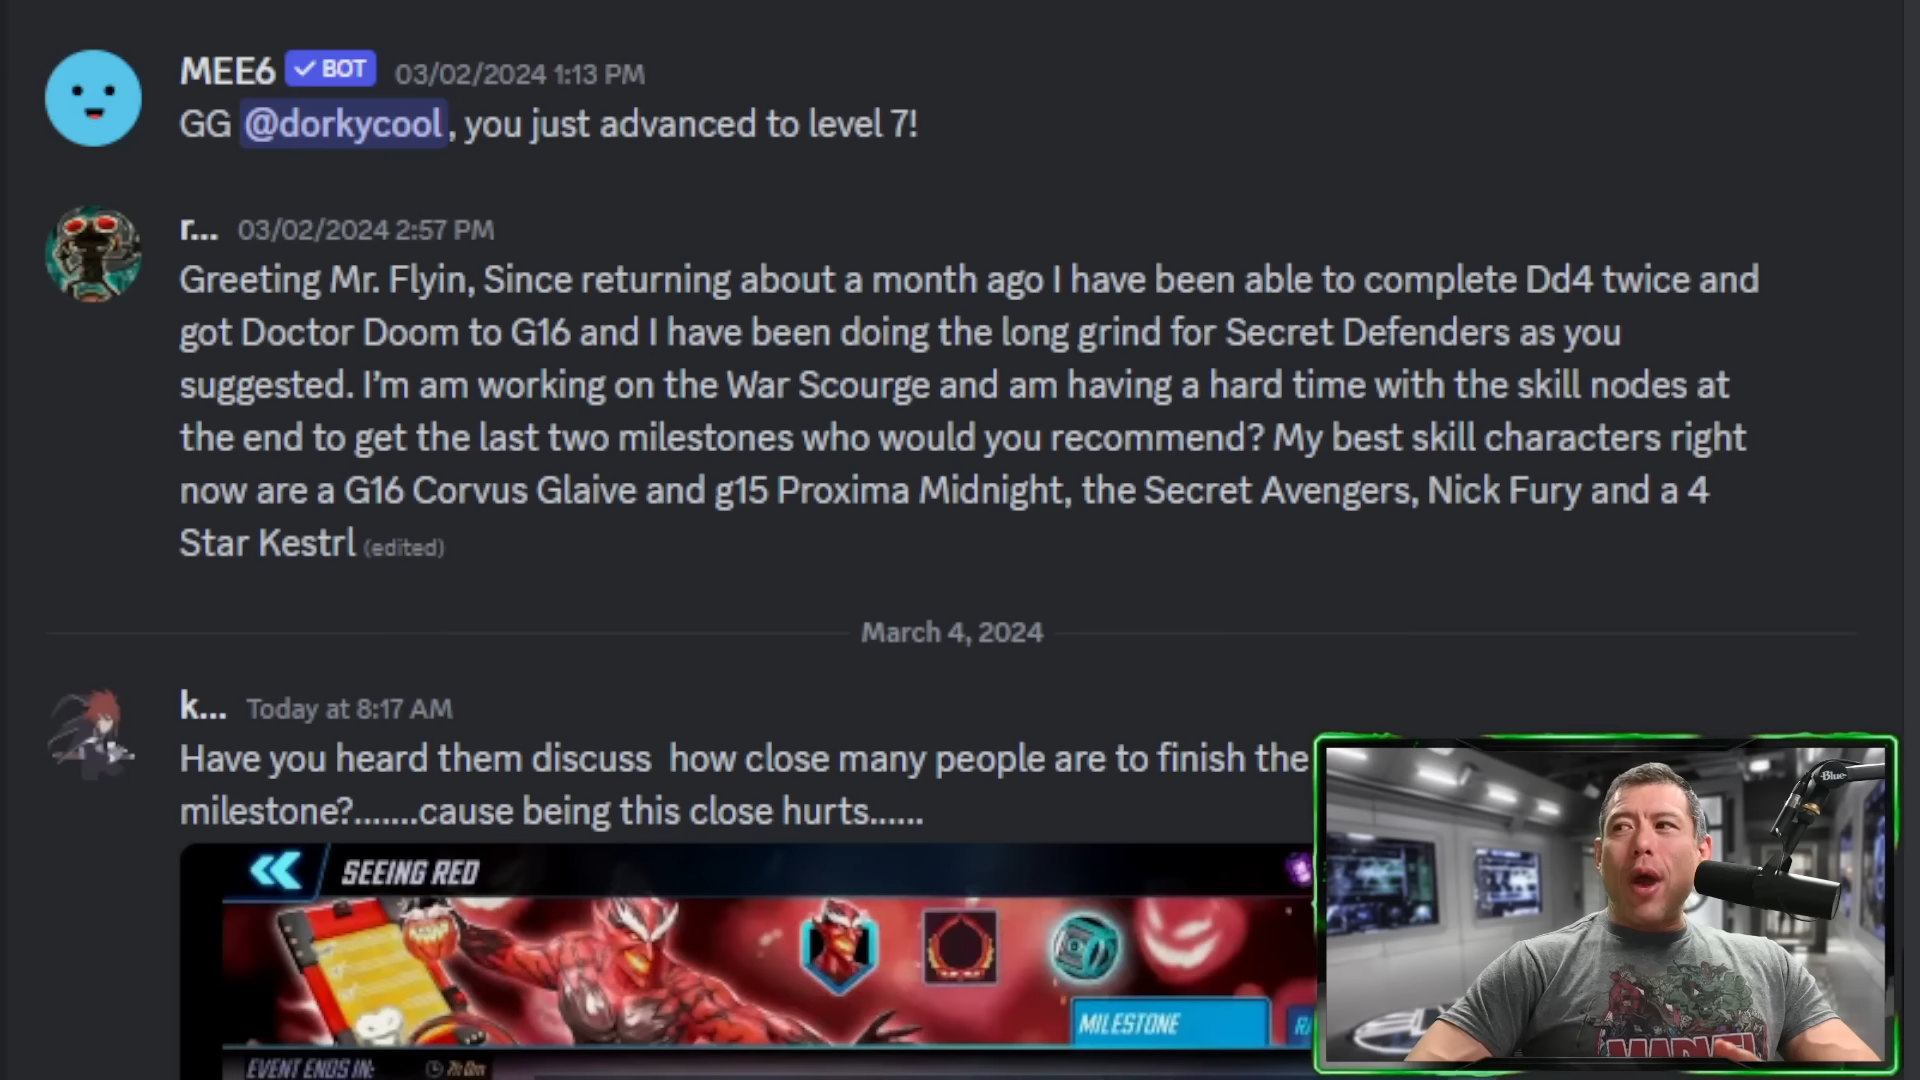 MEE6 BOT 03/02/2024 1:13 PM
GG @dorkycool, you just advanced to level 7!
r... 03/02/2024 2:57 PM
Greeting Mr. Flyin, Since returning about a month ago I have been able to complete Dd4 twice and
got Doctor Doom to G16 and I have been doing the long grind for Secret Defenders as you
suggested. I'm am working on the War Scourge and am having a hard time with the skill nodes at
the end to get the last two milestones who would you recommend? My best skill characters right
now are a G16 Corvus Glaive and g15 Proxima Midnight, the Secret Avengers, Nick Fury and a 4
Star Kestrl (edited)
March 4, 2024
k... Today at 8:17 AM
Have you heard them discuss how close many people are to finish the
milestone?.......cause being this close hurts......
SEEING RED
MILESTONE
EVENT ENDS IN: 7h 0m
Blue
MARVEL